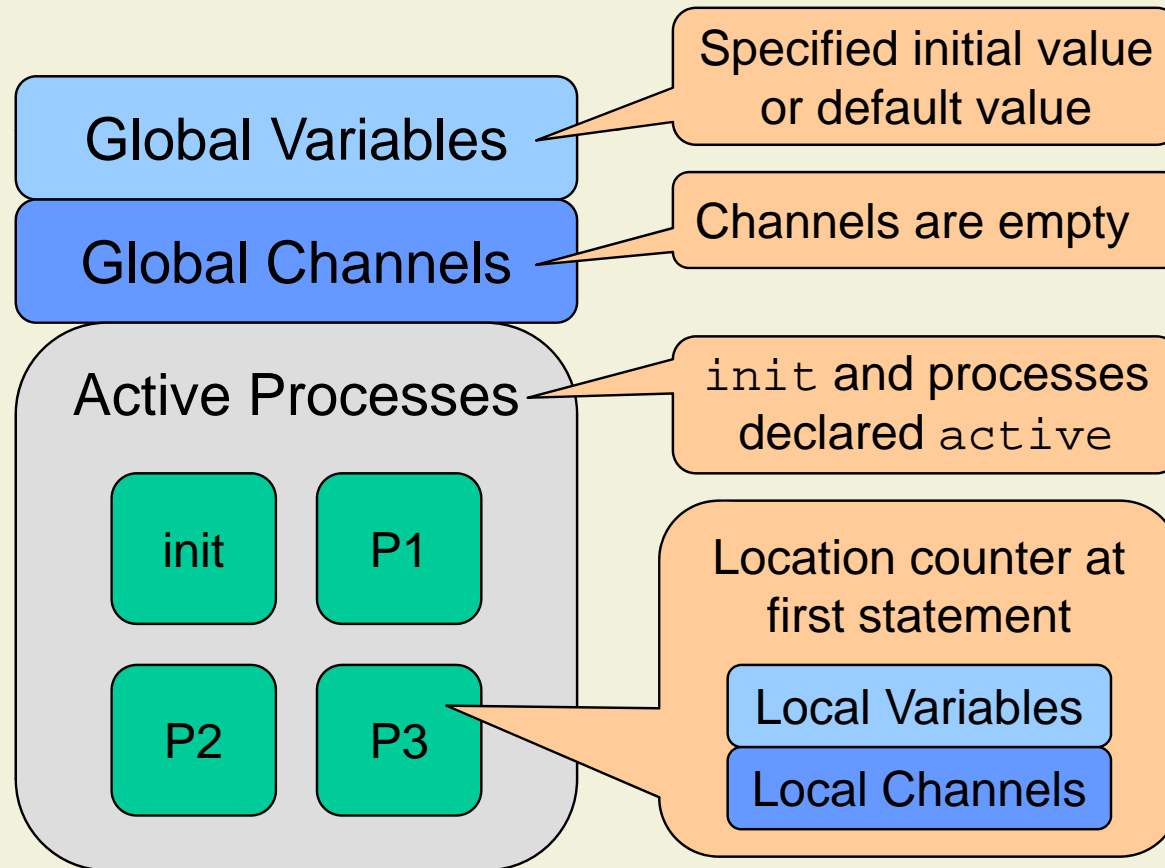 Specified initial value
or default value
Global Variables
Channels are empty
Global Channels
Active Processes
init and processes
declared active
init
P1
P2
P3
Location counter at
first statement
Local Variables
Local Channels